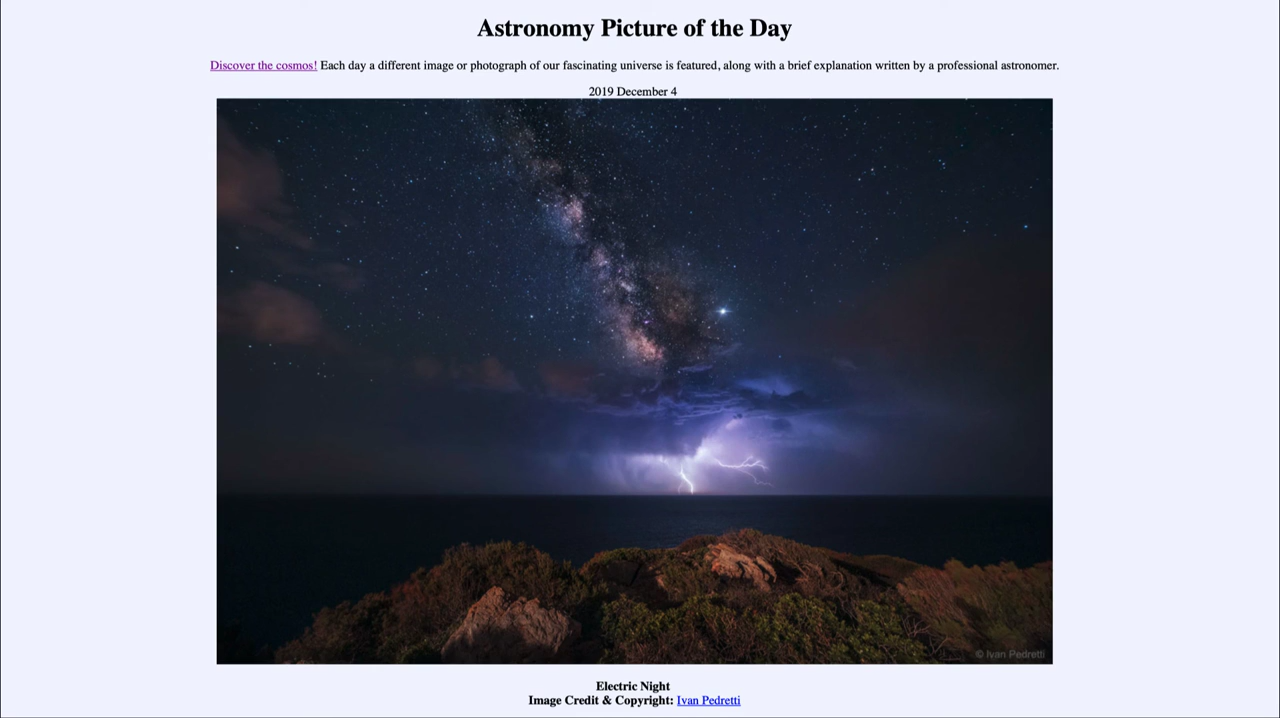 Astronomy Picture of the Day
Discover the cosmos! Each day a different image or photograph of our fascinating universe is featured, along with a brief explanation written by a professional astronomer.
2019 December 4
© Ivan Pedretti
Electric Night
Image Credit & Copyright: Ivan Pedretti